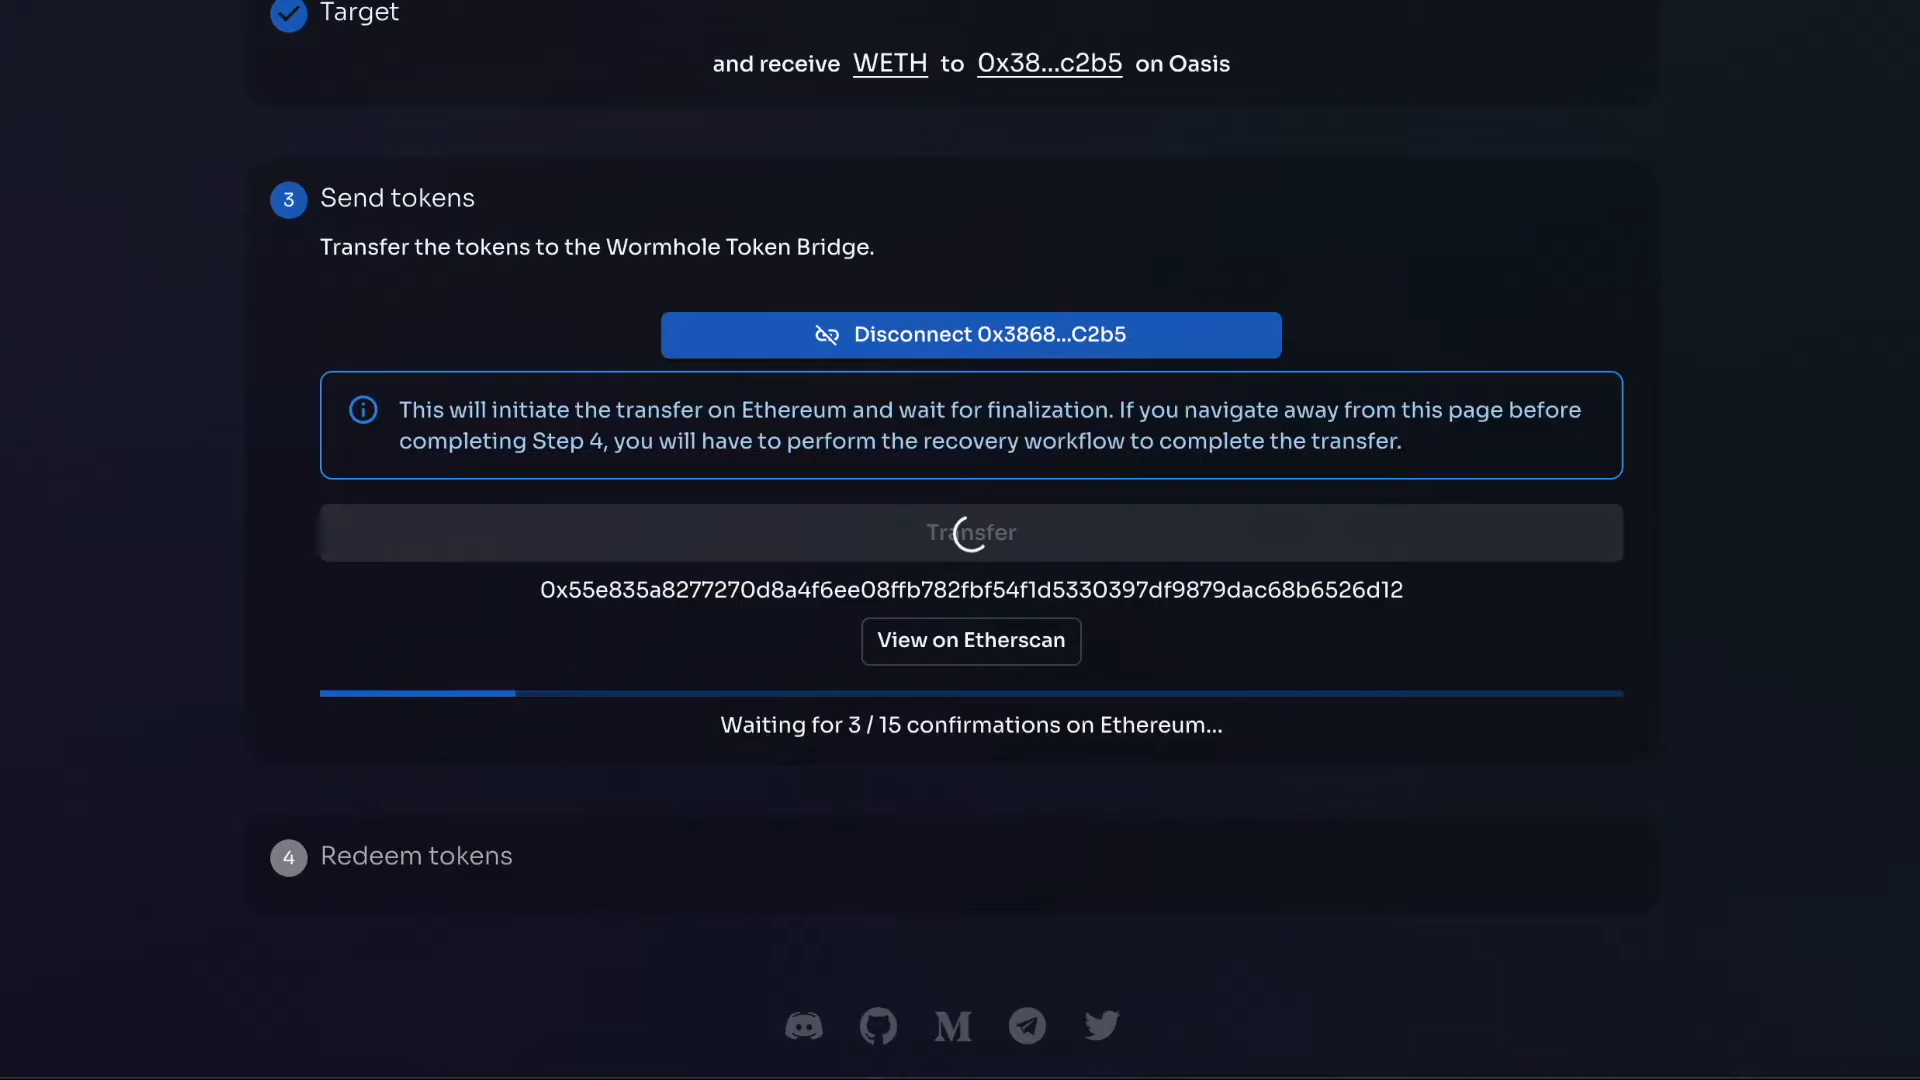 Target
and receive WETH to 0x38...c2b5 on Oasis
3 Send tokens
Transfer the tokens to the Wormhole Token Bridge.
Disconnect 0x3868...C2b5
This will initiate the transfer on Ethereum and wait for finalization. If you navigate away from this page before
completing Step 4, you will have to perform the recovery workflow to complete the transfer.
Transfer
0x55e835a8277270d8a4f6ee08ffb782fbf54f1d5330397df9879dac68b6526d12
View on Etherscan
Waiting for 3 / 15 confirmations on Ethereum...
4 Redeem tokens